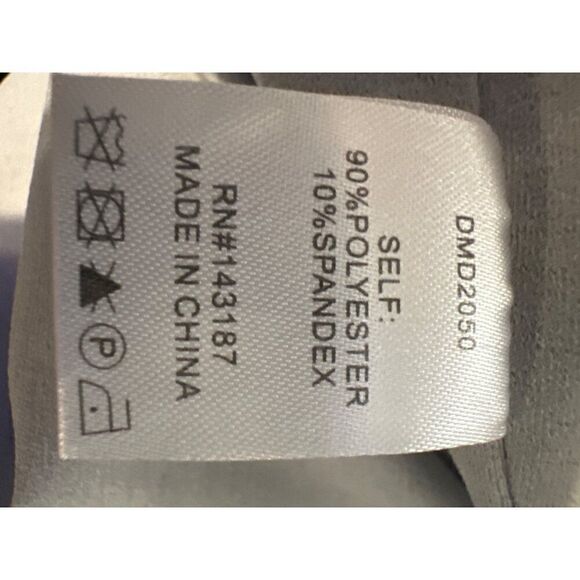 DMD2050
SELF:
90%POLYESTER
10%SPANDEX
RN#143187
MADE IN CHINA
P